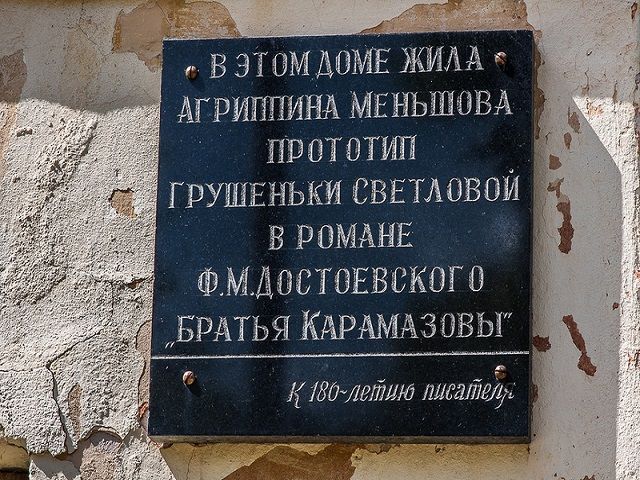 В ЭТОМ ДОМЕ ЖИЛА
АГРИППИНА МЕНЬШОВА
ПРОТОТИП
ГРУШЕНЬКИ СВЕТЛОВОЙ
В РОМАНЕ
Ф.М.ДОСТОЕВСКОГО
„БРАТЬЯ КАРАМАЗОВЫ"
К 180-летию писателя